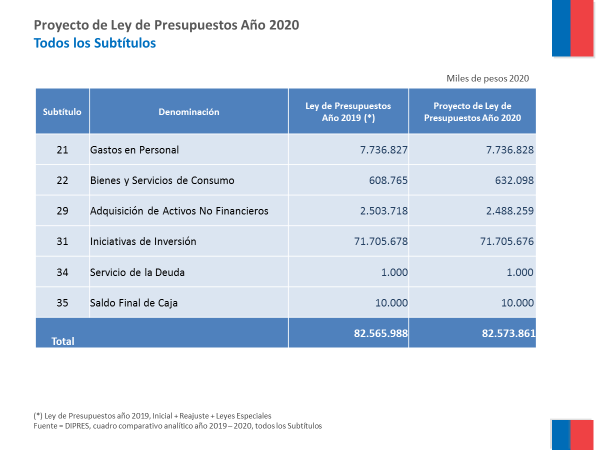 Proyecto de Ley de Presupuestos Año 2020
Todos los Subtítulos
Miles de pesos 2020
Subtítulo Denominación Ley de Presupuestos Año 2019 (*) Proyecto de Ley de Presupuestos Año 2020
21 Gastos en Personal 7.736.827 7.736.828
22 Bienes y Servicios de Consumo 608.765 632.098
29 Adquisición de Activos No Financieros 2.503.718 2.488.259
31 Iniciativas de Inversión 71.705.678 71.705.676
34 Servicio de la Deuda 1.000 1.000
35 Saldo Final de Caja 10.000 10.000
Total 82.565.988 82.573.861
(*) Ley de Presupuestos año 2019, Inicial + Reajuste + Leyes Especiales
Fuente = DIPRES, cuadro comparativo analítico año 2019 – 2020, todos los Subtítulos